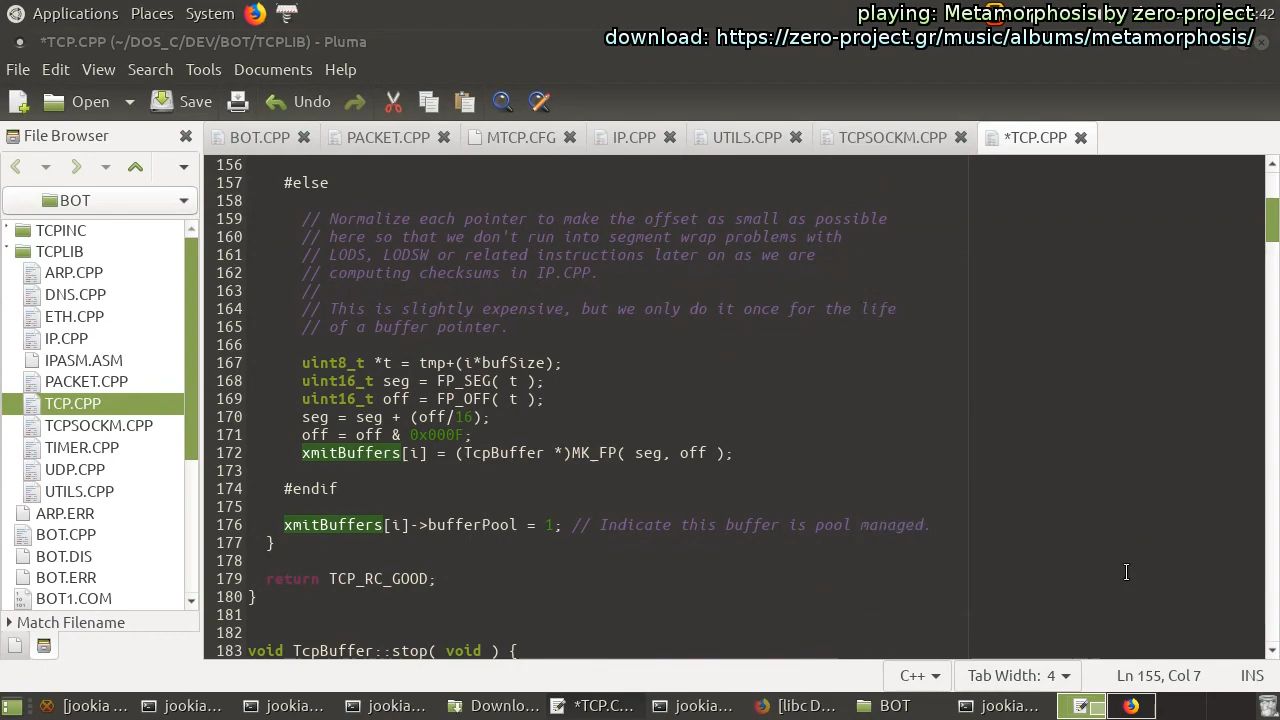 Applications Places System
playing: Metamorphosis by zero-project :42
download: https://zero-project.gr/music/albums/metamorphosis/
*TCP.CPP (~/DOS_C/DEV/BOT/TCPLIB) - Pluma
File Edit View Search Tools Documents Help
Open Save Undo
File Browser
BOT.CPP PACKET.CPP MTCP.CFG IP.CPP UTILS.CPP TCPSOCKM.CPP *TCP.CPP
BOT
TCPINC
TCPLIB
ARP.CPP
DNS.CPP
ETH.CPP
IP.CPP
IPASM.ASM
PACKET.CPP
TCP.CPP
TCPSOCKM.CPP
TIMER.CPP
UDP.CPP
UTILS.CPP
ARP.ERR
BOT.CPP
BOT.DIS
BOT.ERR
BOT1.COM
Match Filename
156
157 #else
158
159 // Normalize each pointer to make the offset as small as possible
160 // here so that we don't run into segment wrap problems with
161 // LODS, LODSW or related instructions later on as we are
162 // computing checksums in IP.CPP.
163 //
164 // This is slightly expensive, but we only do it once for the life
165 // of a buffer pointer.
166
167 uint8_t *t = tmp+(i*bufSize);
168 uint16_t seg = FP_SEG( t );
169 uint16_t off = FP_OFF( t );
170 seg = seg + (off/16);
171 off = off & 0x000F;
172 xmitBuffers[i] = (TcpBuffer *)MK_FP( seg, off );
173
174 #endif
175
176 xmitBuffers[i]->bufferPool = 1; // Indicate this buffer is pool managed.
177 }
178
179 return TCP_RC_GOOD;
180 }
181
182
183 void TcpBuffer::stop( void ) {
C++ Tab Width: 4 Ln 155, Col 7 INS
[jookia ... jookia... jookia... jookia... Downlo... *TCP.C... jookia... [libc D... BOT jookia...